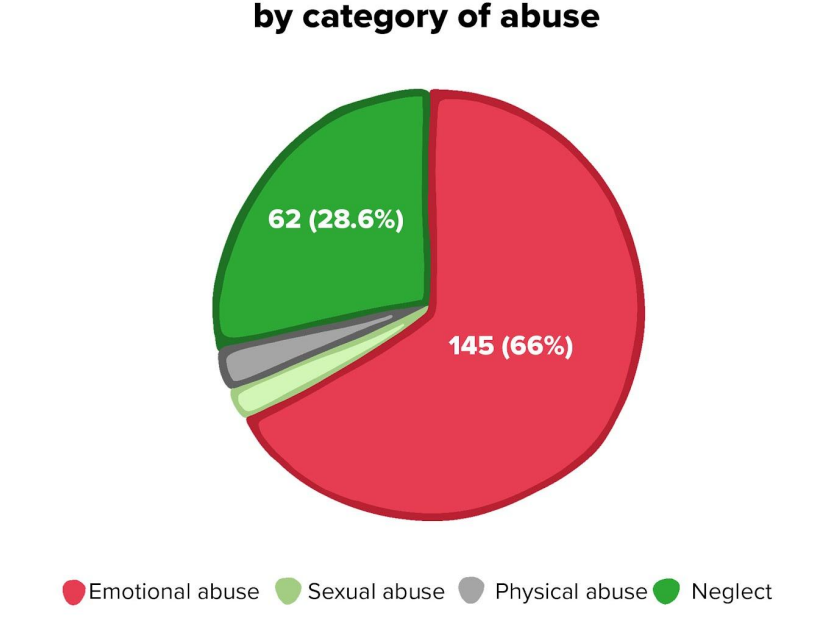 by category of abuse
62 (28.6%)
145 (66%)
Emotional abuse Sexual abuse Physical abuse Neglect